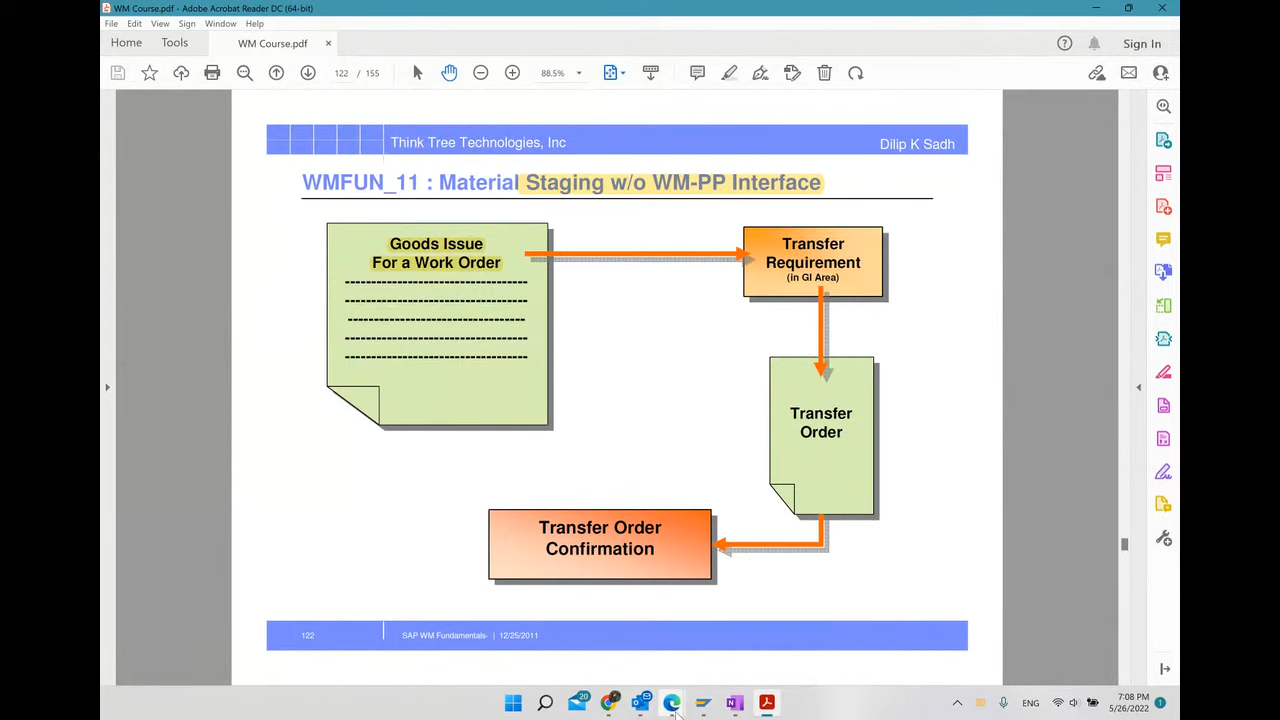 WM Course.pdf - Adobe Acrobat Reader DC (64-bit)
File Edit View Sign Window Help
Home Tools WM Course.pdf × Sign In
122 / 155 88.5%
Think Tree Technologies, Inc Dilip K Sadh
WMFUN_11 : Material Staging w/o WM-PP Interface
Goods Issue
For a Work Order
Transfer
Requirement
(in GI Area)
Transfer
Order
Transfer Order
Confirmation
122 SAP WM Fundamentals- | 12/25/2011
20
ENG
7:08 PM
5/26/2022
1